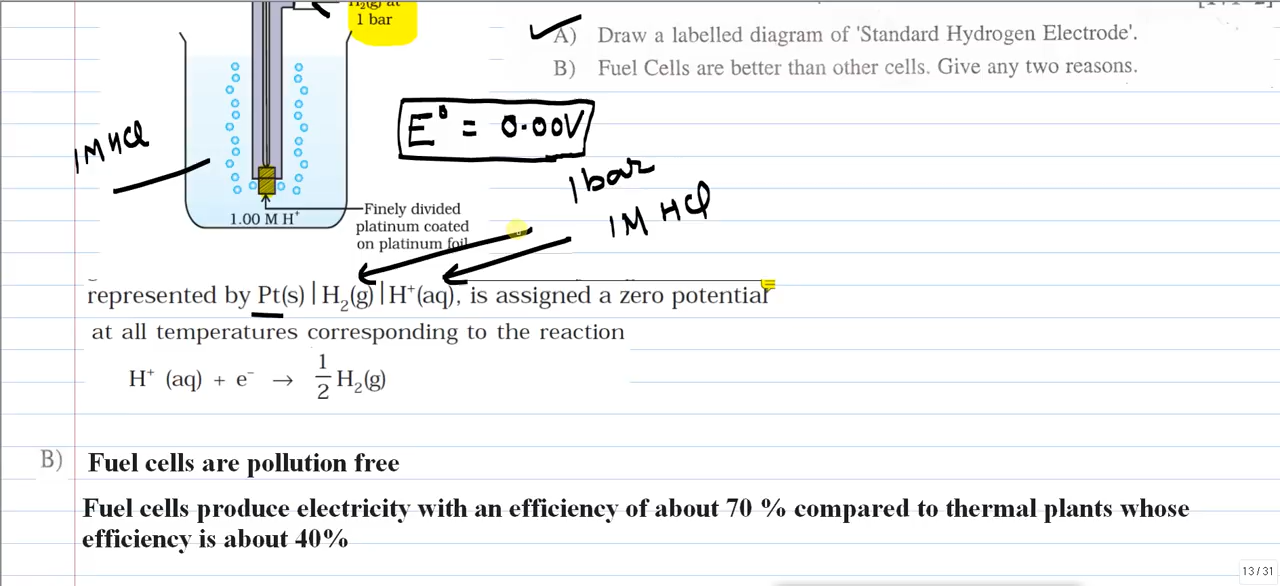 H₂(g) at
1 bar
A) Draw a labelled diagram of 'Standard Hydrogen Electrode'.
B) Fuel Cells are better than other cells. Give any two reasons.
E⁰ = 0.00V
1M HCl
1 bar
1M HCl
1.00 M H⁺
Finely divided
platinum coated
on platinum foil
represented by Pt(s)|H₂(g)|H⁺(aq), is assigned a zero potential
at all temperatures corresponding to the reaction
H⁺ (aq) + e⁻ → 1/2 H₂(g)
B) Fuel cells are pollution free
Fuel cells produce electricity with an efficiency of about 70 % compared to thermal plants whose
efficiency is about 40%
13 / 31